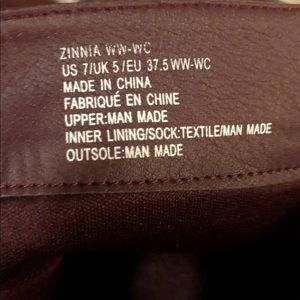 ZINNIA WW-WC
US 7/UK 5/EU 37.5 WW-WC
MADE IN CHINA
FABRIQUÉ EN CHINE
UPPER:MAN MADE
INNER LINING/SOCK:TEXTILE/MAN MADE
OUTSOLE:MAN MADE